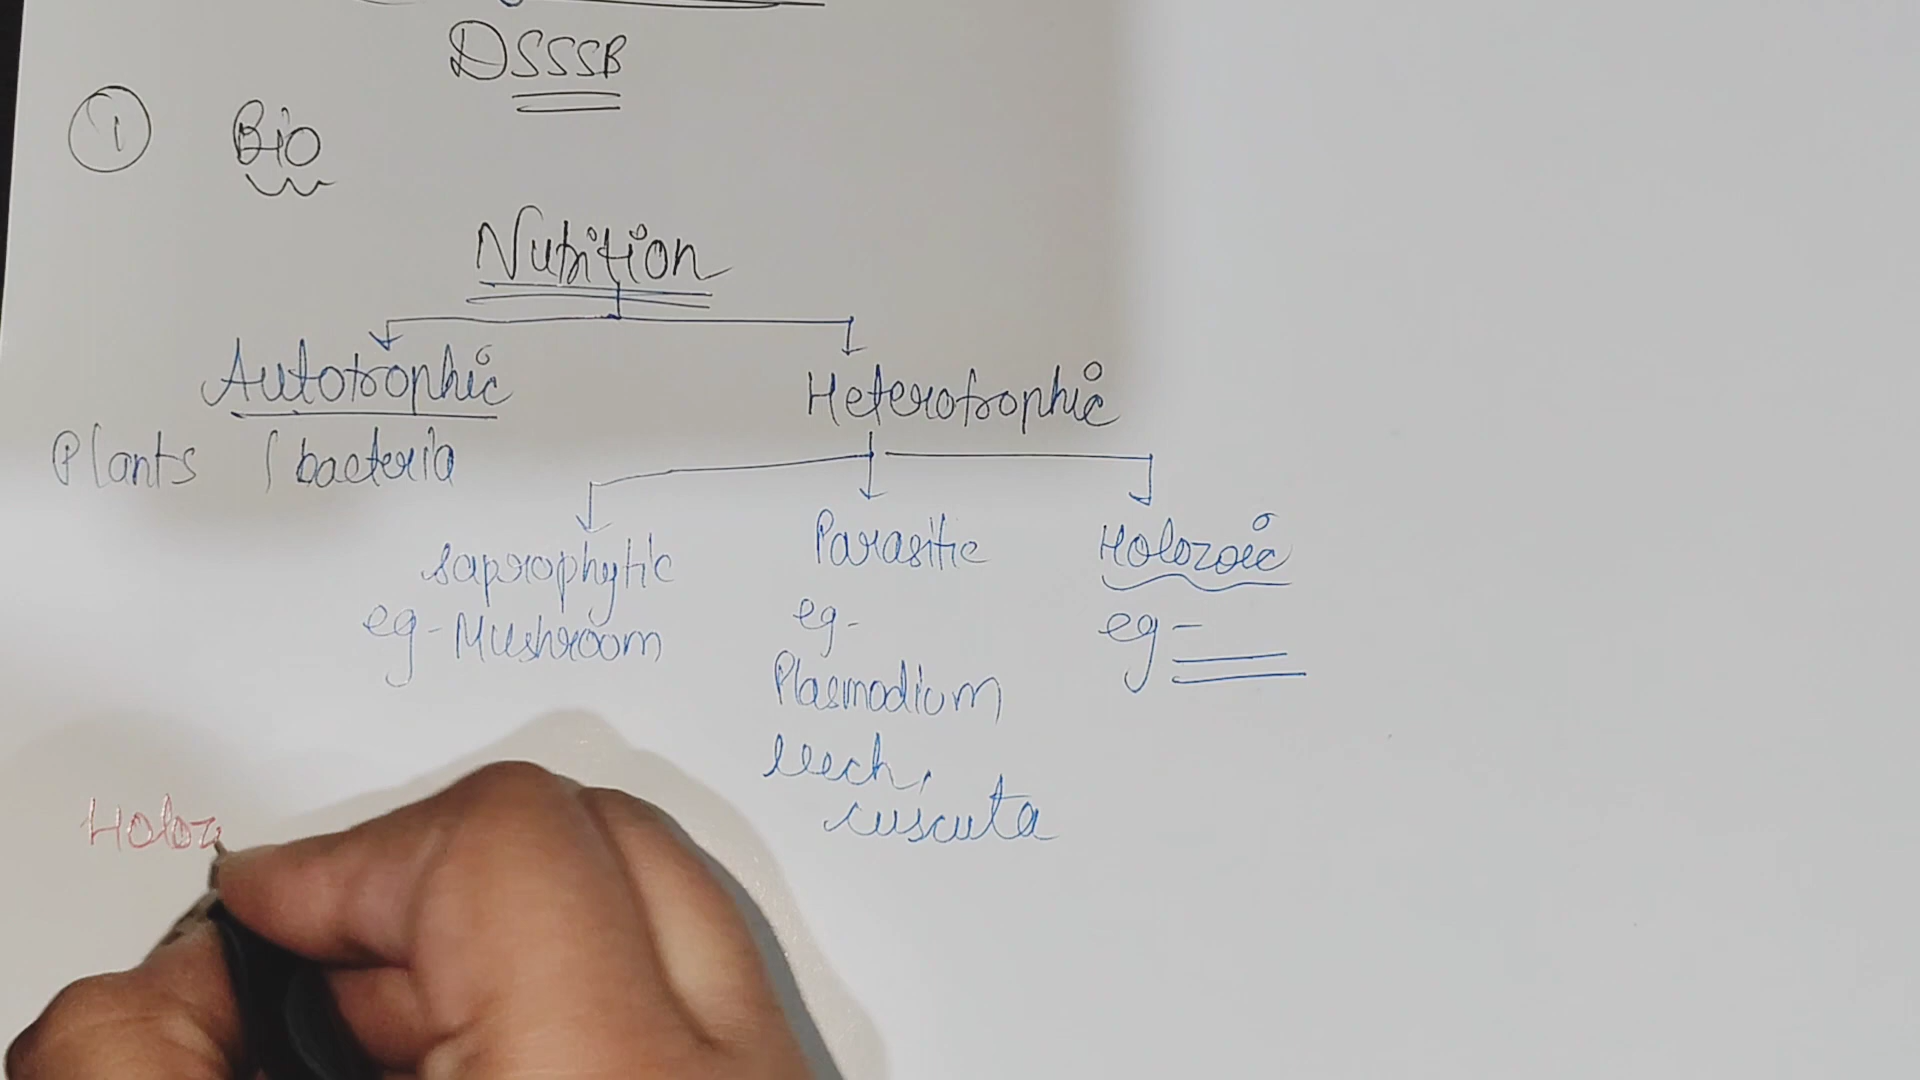 DSSSB
1 Bio
Nutrition
Autotrophic
Heterotrophic
Plants / bacteria
saprophytic
Parasitic
Holozoic
eg - Mushroom
eg -
eg -
Plasmodium
leech,
cuscuta
Holoz